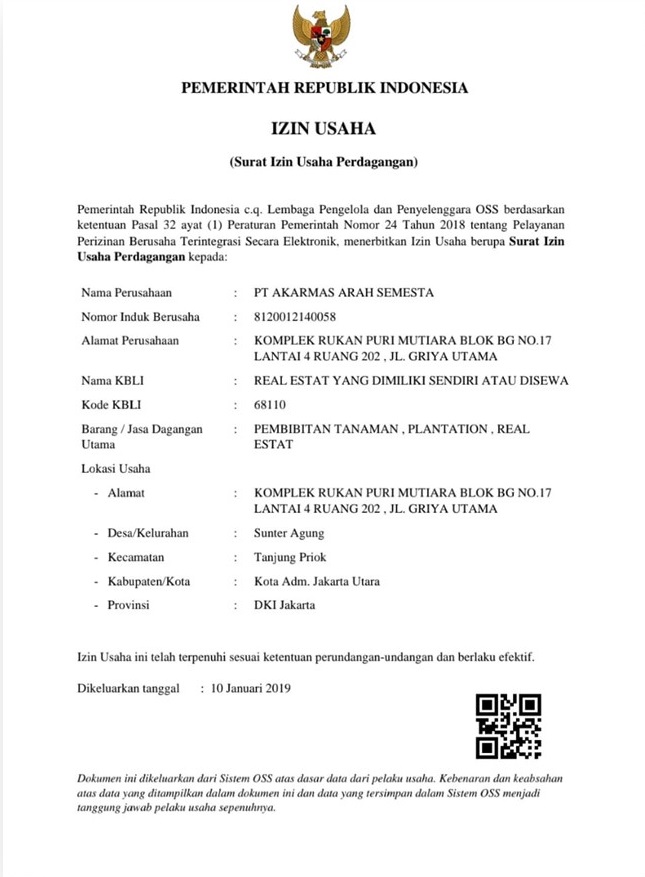 PEMERINTAH REPUBLIK INDONESIA
IZIN USAHA
(Surat Izin Usaha Perdagangan)
Pemerintah Republik Indonesia c.q. Lembaga Pengelola dan Penyelenggara OSS berdasarkan
ketentuan Pasal 32 ayat (1) Peraturan Pemerintah Nomor 24 Tahun 2018 tentang Pelayanan
Perizinan Berusaha Terintegrasi Secara Elektronik, menerbitkan Izin Usaha berupa Surat Izin
Usaha Perdagangan kepada:
Nama Perusahaan : PT AKARMAS ARAH SEMESTA
Nomor Induk Berusaha : 8120012140058
Alamat Perusahaan : KOMPLEK RUKAN PURI MUTIARA BLOK BG NO.17
LANTAI 4 RUANG 202 , JL. GRIYA UTAMA
Nama KBLI : REAL ESTAT YANG DIMILIKI SENDIRI ATAU DISEWA
Kode KBLI : 68110
Barang / Jasa Dagangan : PEMBIBITAN TANAMAN , PLANTATION , REAL
Utama ESTAT
Lokasi Usaha
- Alamat : KOMPLEK RUKAN PURI MUTIARA BLOK BG NO.17
LANTAI 4 RUANG 202 , JL. GRIYA UTAMA
- Desa/Kelurahan : Sunter Agung
- Kecamatan : Tanjung Priok
- Kabupaten/Kota : Kota Adm. Jakarta Utara
- Provinsi : DKI Jakarta
Izin Usaha ini telah terpenuhi sesuai ketentuan perundangan-undangan dan berlaku efektif.
Dikeluarkan tanggal : 10 Januari 2019
Dokumen ini dikeluarkan dari Sistem OSS atas dasar data dari pelaku usaha. Kebenaran dan keabsahan
atas data yang ditampilkan dalam dokumen ini dan data yang tersimpan dalam Sistem OSS menjadi
tanggung jawab pelaku usaha sepenuhnya.